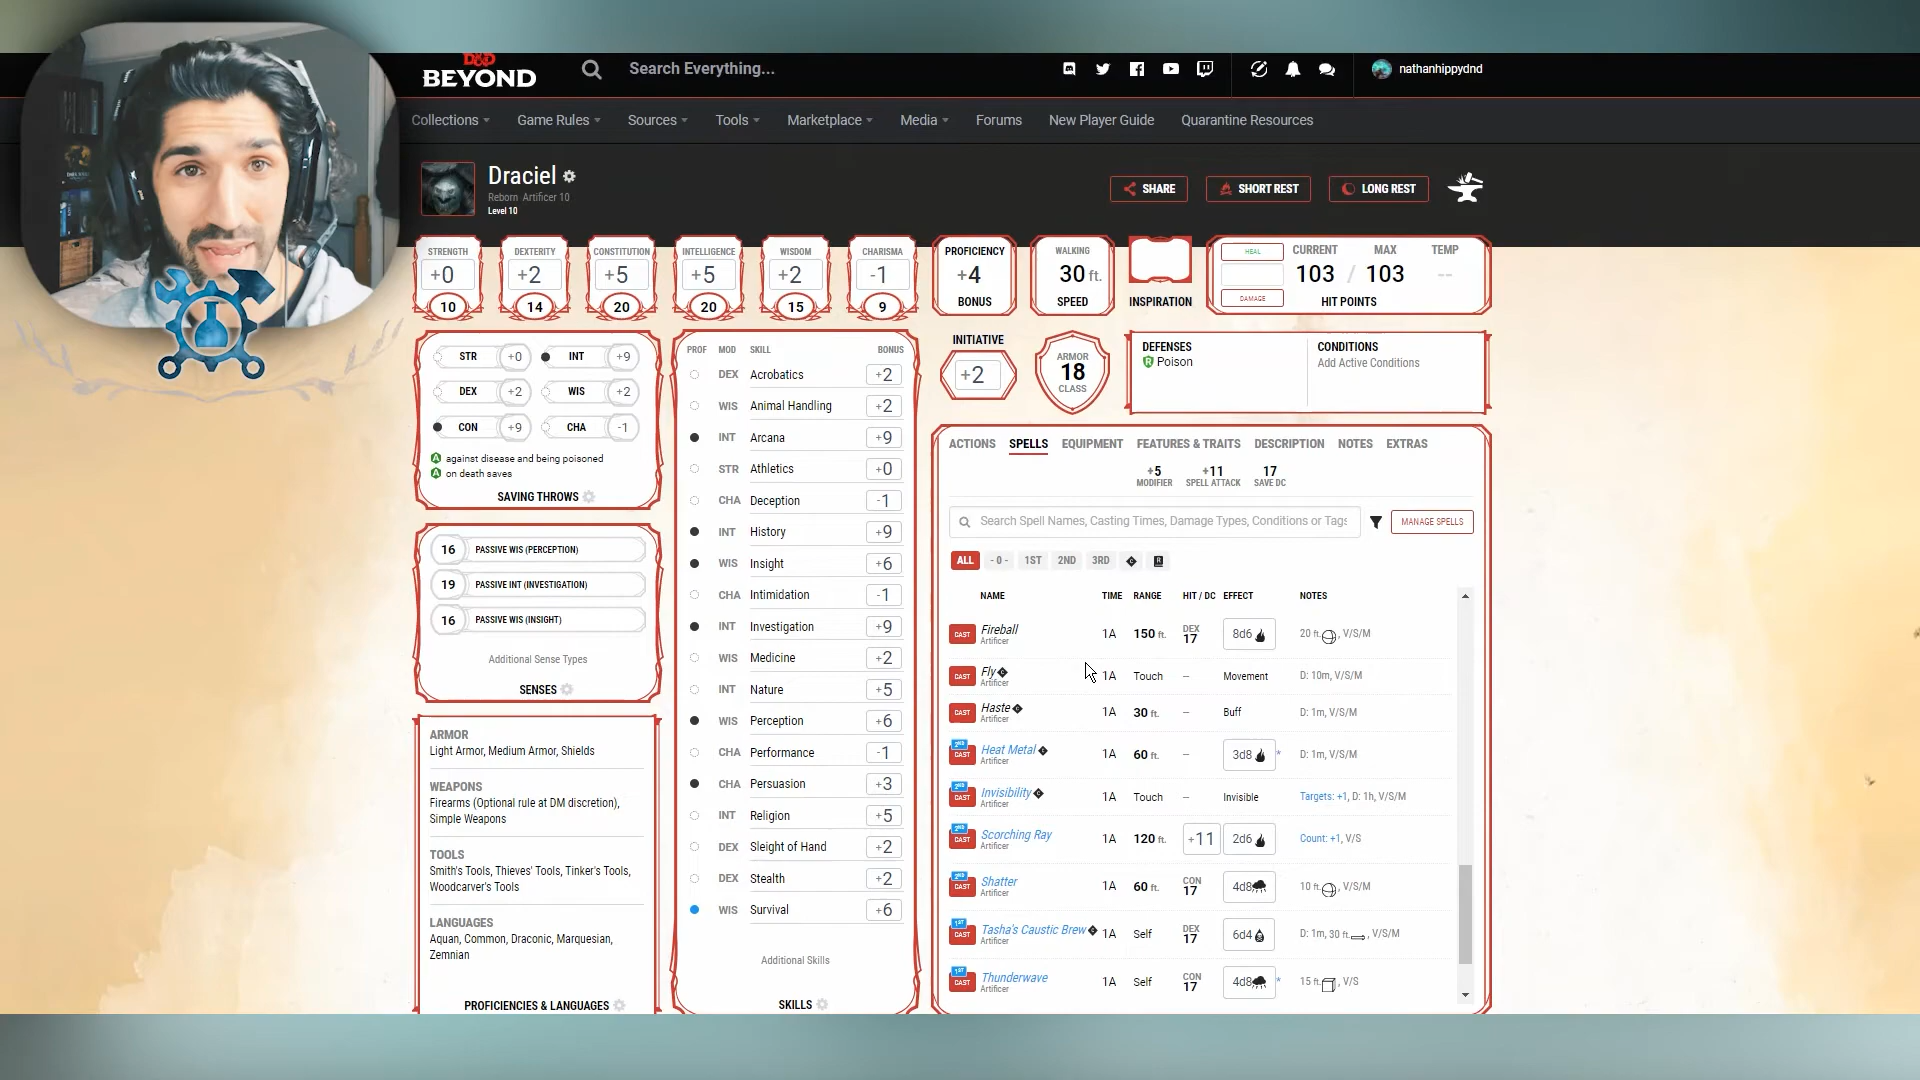 D&D
BEYOND
Search Everything...
nathanhippydnd
Collections
Game Rules
Sources
Tools
Marketplace
Media
Forums
New Player Guide
Quarantine Resources
Draciel
Reborn Artificer 10
Level 10
SHARE
SHORT REST
LONG REST
STRENGTH
+0
10
DEXTERITY
+2
14
CONSTITUTION
+5
20
INTELLIGENCE
+5
20
WISDOM
+2
15
CHARISMA
-1
9
PROFICIENCY
+4
BONUS
WALKING
30 ft.
SPEED
INSPIRATION
HEAL
DAMAGE
CURRENT MAX TEMP
103 / 103 --
HIT POINTS
STR +0 INT +9
DEX +2 WIS +2
CON +9 CHA -1
A against disease and being poisoned
A on death saves
SAVING THROWS
16 PASSIVE WIS (PERCEPTION)
19 PASSIVE INT (INVESTIGATION)
16 PASSIVE WIS (INSIGHT)
Additional Sense Types
SENSES
ARMOR
Light Armor, Medium Armor, Shields
WEAPONS
Firearms (Optional rule at DM discretion),
Simple Weapons
TOOLS
Smith's Tools, Thieves' Tools, Tinker's Tools,
Woodcarver's Tools
LANGUAGES
Aquan, Common, Draconic, Marquesian,
Zemnian
PROFICIENCIES & LANGUAGES
PROF MOD SKILL BONUS
DEX Acrobatics +2
WIS Animal Handling +2
INT Arcana +9
STR Athletics +0
CHA Deception -1
INT History +9
WIS Insight +6
CHA Intimidation -1
INT Investigation +9
WIS Medicine +2
INT Nature +5
WIS Perception +6
CHA Performance -1
CHA Persuasion +3
INT Religion +5
DEX Sleight of Hand +2
DEX Stealth +2
WIS Survival +6
Additional Skills
SKILLS
INITIATIVE
+2
ARMOR
18
CLASS
DEFENSES
R Poison
CONDITIONS
Add Active Conditions
ACTIONS SPELLS EQUIPMENT FEATURES & TRAITS DESCRIPTION NOTES EXTRAS
+5 +11 17
MODIFIER SPELL ATTACK SAVE DC
Search Spell Names, Casting Times, Damage Types, Conditions or Tags
MANAGE SPELLS
ALL - 0 - 1ST 2ND 3RD C R
NAME TIME RANGE HIT / DC EFFECT NOTES
CAST Fireball 1A 150 ft. DEX 17 8d6 20 ft. , V/S/M
Artificer
CAST Fly C 1A Touch -- Movement D: 10m, V/S/M
Artificer
CAST Haste C 1A 30 ft. -- Buff D: 1m, V/S/M
Artificer
2ND CAST Heat Metal C 1A 60 ft. -- 3d8 * D: 1m, V/S/M
Artificer
2ND CAST Invisibility C 1A Touch -- Invisible Targets: +1, D: 1h, V/S/M
Artificer
2ND CAST Scorching Ray 1A 120 ft. +11 2d6 Count: +1, V/S
Artificer
2ND CAST Shatter 1A 60 ft. CON 17 4d8 10 ft. , V/S/M
Artificer
1ST CAST Tasha's Caustic Brew C 1A Self DEX 17 6d4 D: 1m, 30 ft. , V/S/M
Artificer
1ST CAST Thunderwave 1A Self CON 17 4d8 * 15 ft. , V/S
Artificer